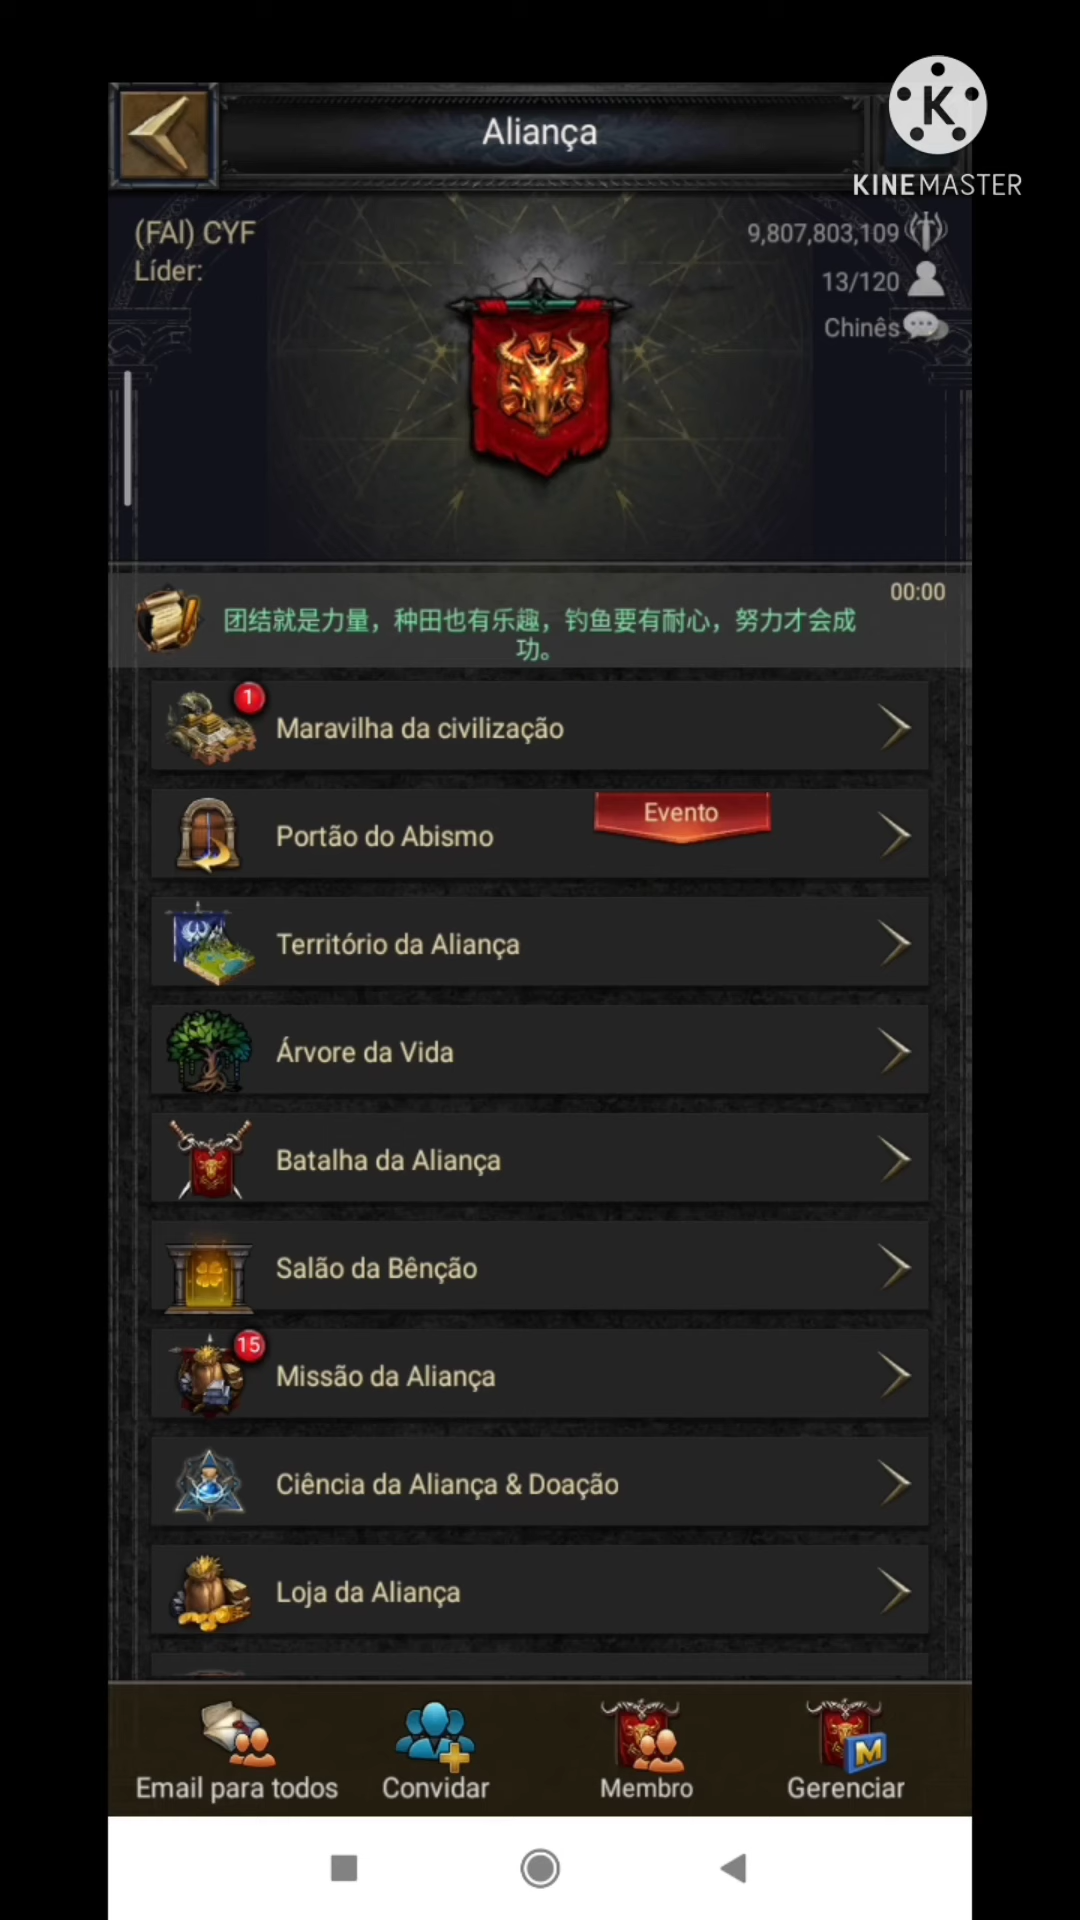 K
KINEMASTER
Aliança
(FAI) CYF
Líder:
9,807,803,109
13/120
Chinês
00:00
团结就是力量，种田也有乐趣，钓鱼要有耐心，努力才会成
功。
1
Maravilha da civilização
Evento
Portão do Abismo
Território da Aliança
Árvore da Vida
Batalha da Aliança
Salão da Bênção
15
Missão da Aliança
Ciência da Aliança & Doação
Loja da Aliança
M
Email para todos
Convidar
Membro
Gerenciar